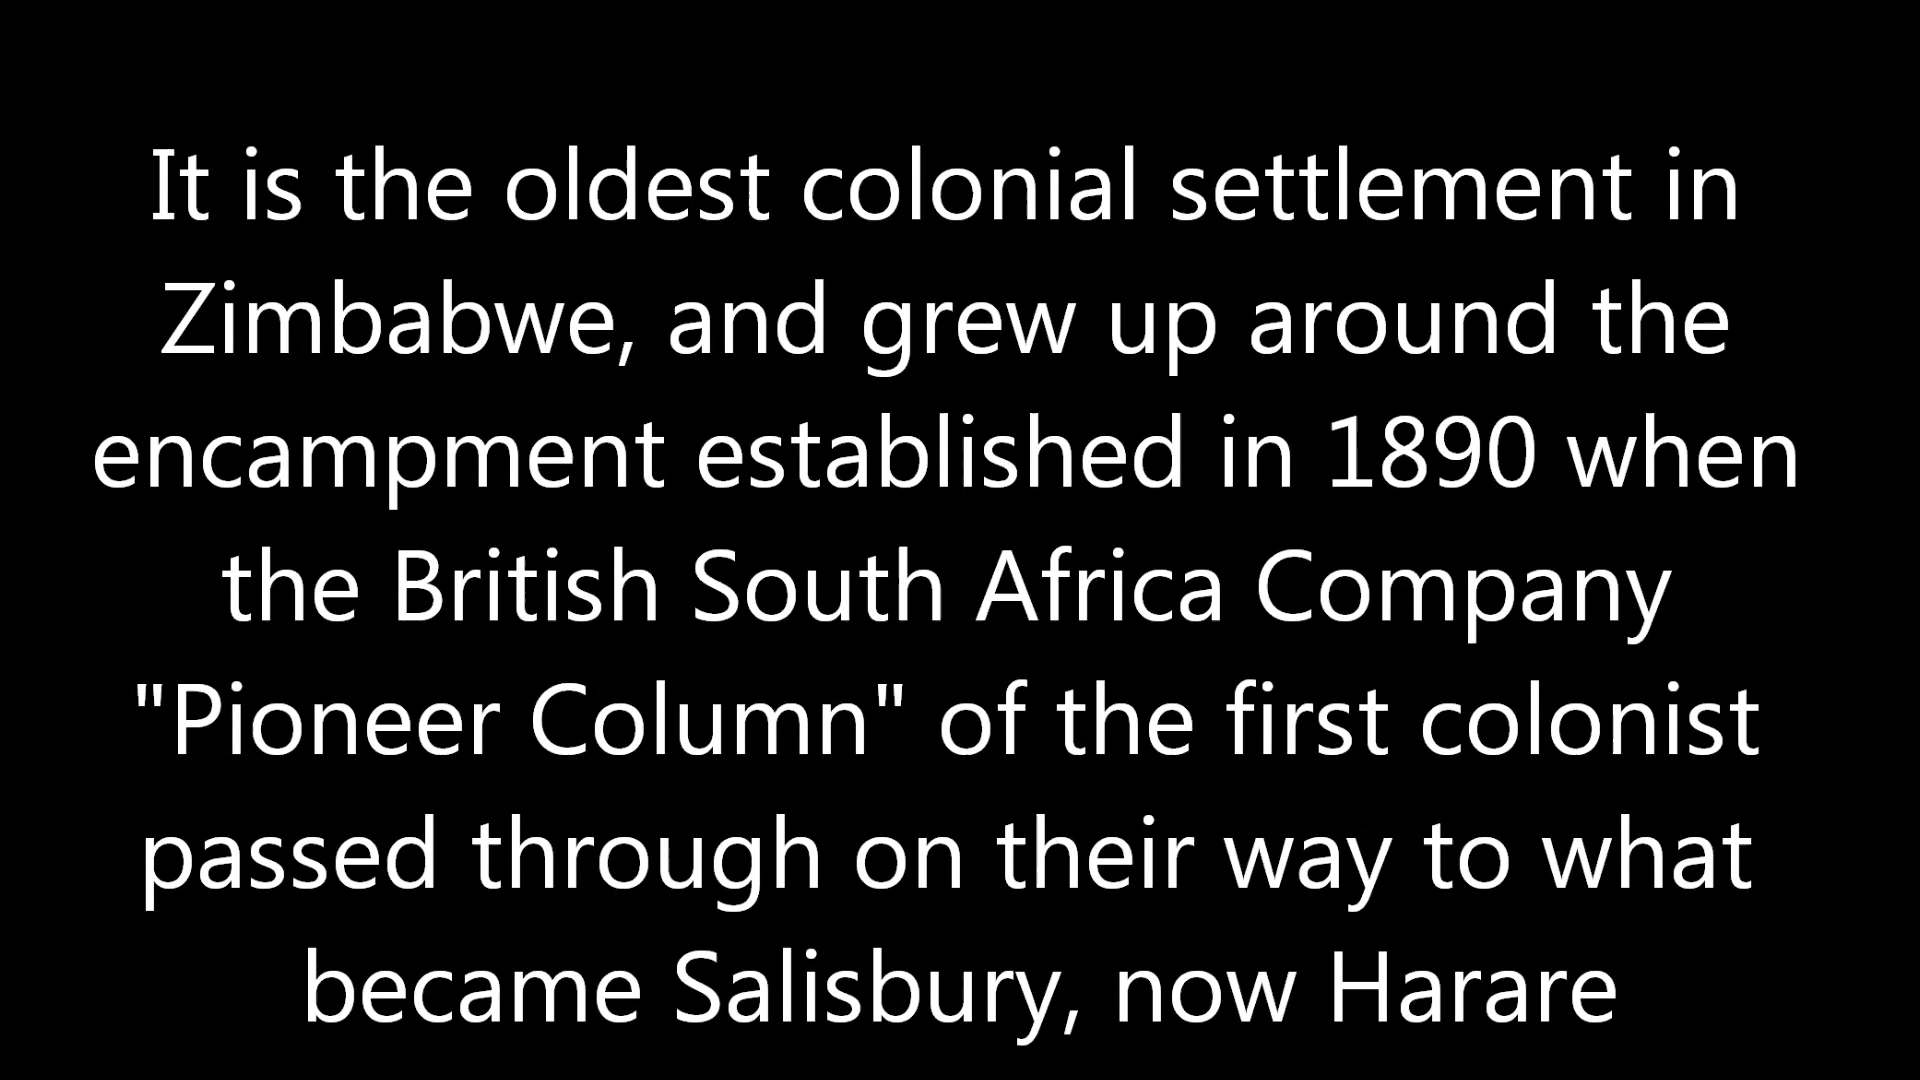 It is the oldest colonial settlement in
Zimbabwe, and grew up around the
encampment established in 1890 when
the British South Africa Company
"Pioneer Column" of the first colonist
passed through on their way to what
became Salisbury, now Harare